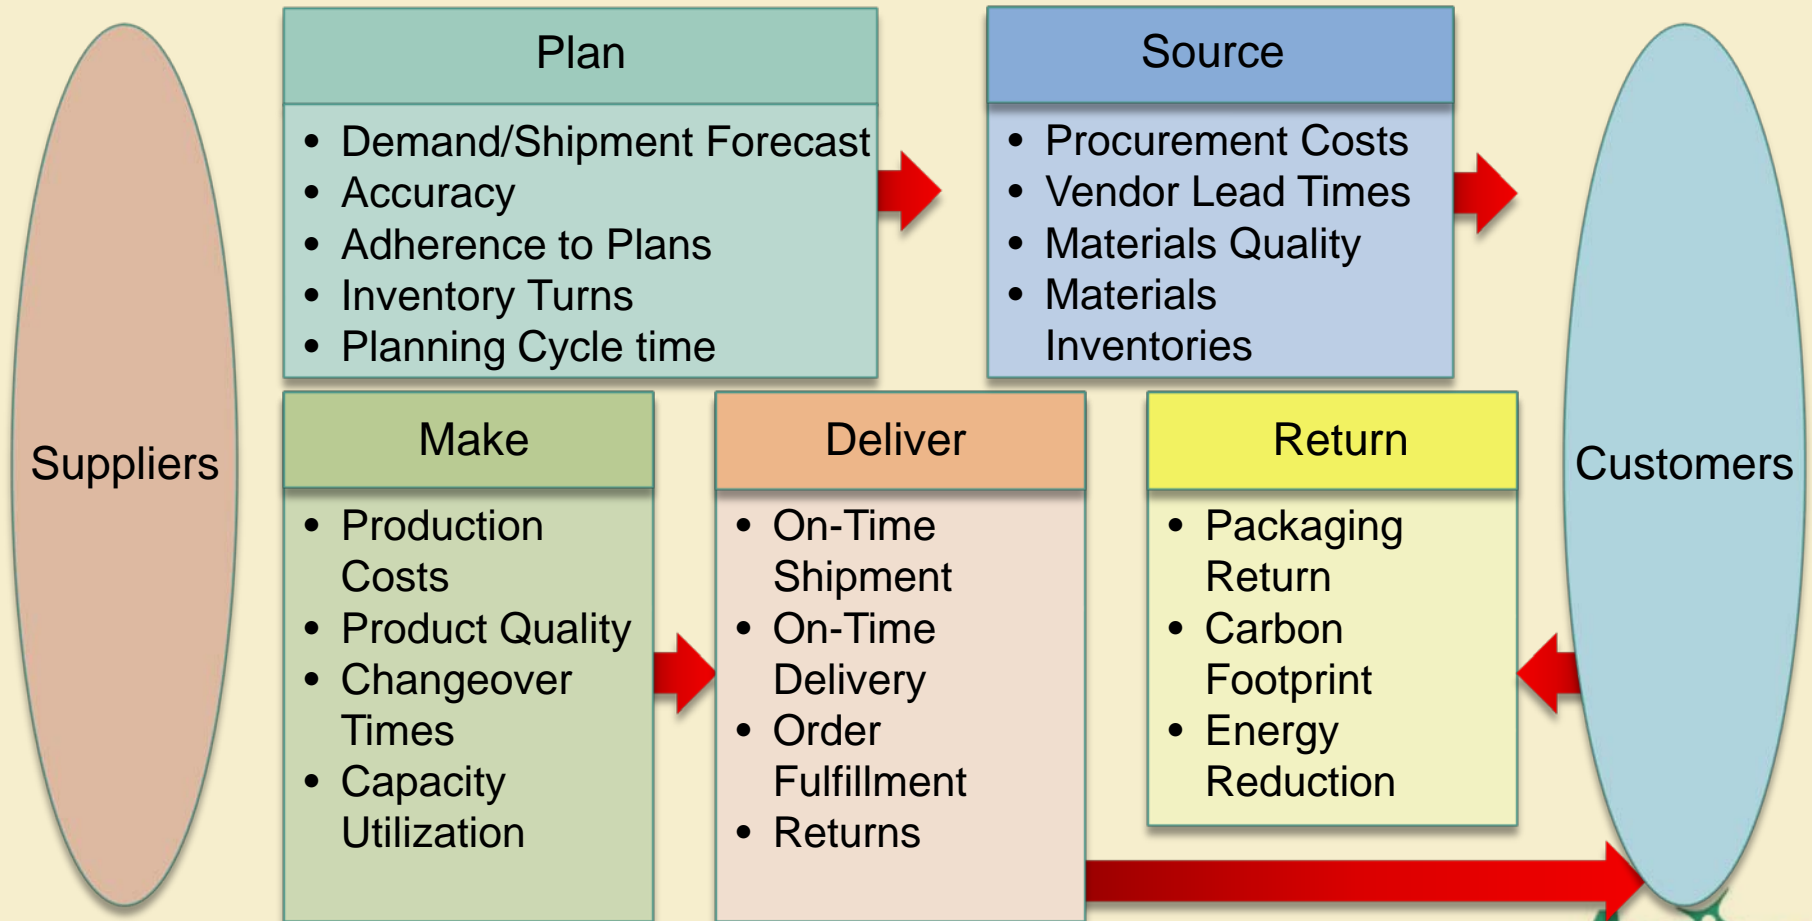 Suppliers
Plan
• Demand/Shipment Forecast
• Accuracy
• Adherence to Plans
• Inventory Turns
• Planning Cycle time
Source
• Procurement Costs
• Vendor Lead Times
• Materials Quality
• Materials
Inventories
Make
• Production
Costs
• Product Quality
• Changeover
Times
• Capacity
Utilization
Deliver
• On-Time
Shipment
• On-Time
Delivery
• Order
Fulfillment
• Returns
Return
• Packaging
Return
• Carbon
Footprint
• Energy
Reduction
Customers